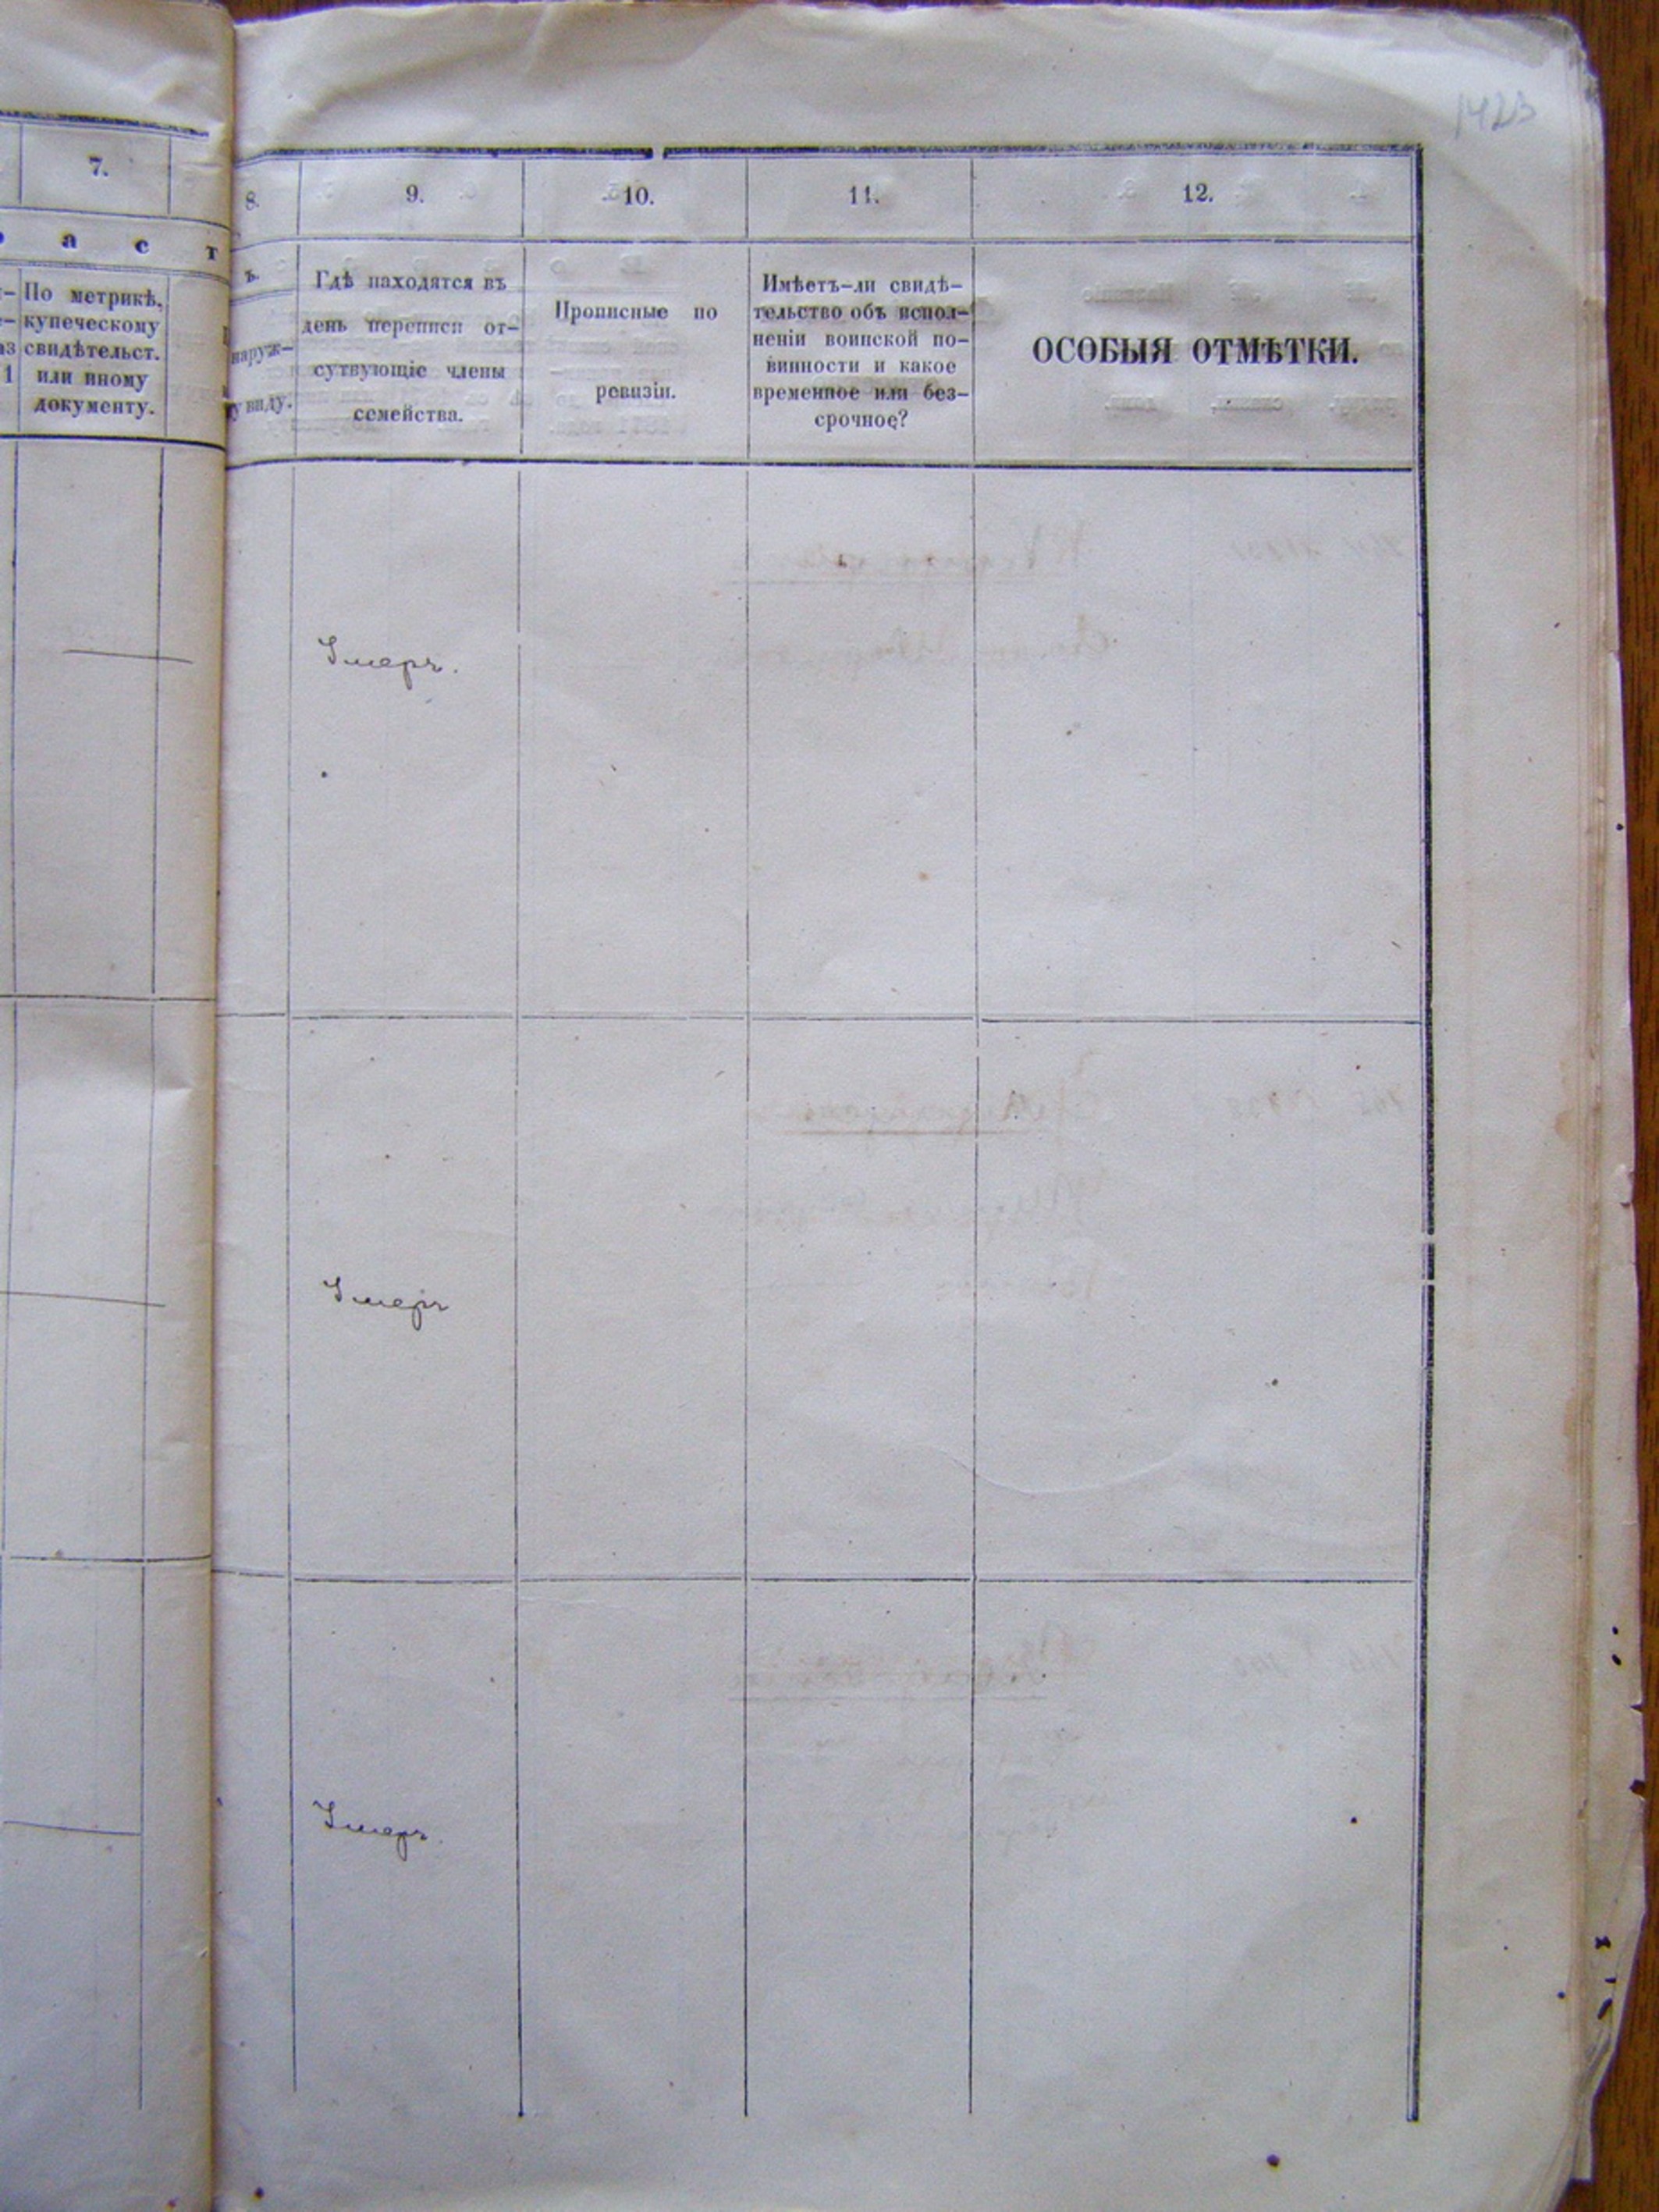 1423
7.
8.
9.
10.
11.
12.
а с т
ъ.
По метрикѣ,
купеческому
свидѣтельст.
или иному
документу.
наруж-
у виду.
Гдѣ находятся въ
день переписи от-
сутвующіе члены
семейства.
Прописные по
ревизіи.
Имѣетъ-ли свидѣ-
тельство объ испол-
неніи воинской по-
винности и какое
временное или без-
срочное?
ОСОБЫЯ ОТМѢТКИ.
Умеръ.
Умеръ
Умеръ.